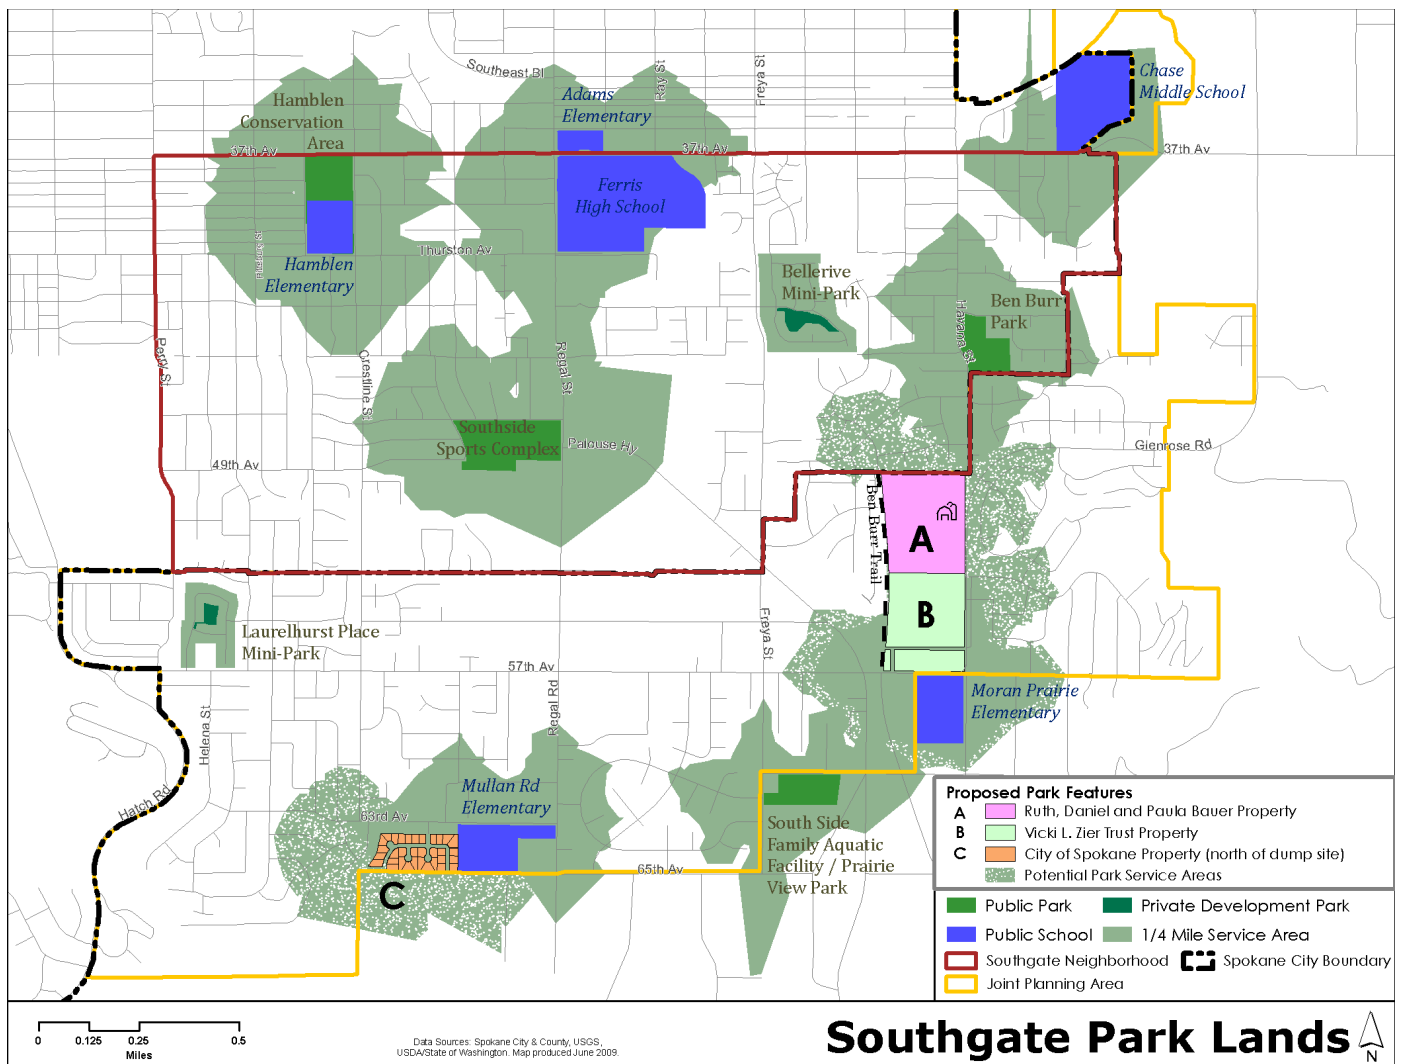 Southeast Bl
Ray St
Freya St
Chase
Middle School
Hamblen
Conservation
Area
Adams
Elementary
37th Av
37th Av
37th Av
Ferris
High School
Thurston Av
Hamblen
Elementary
Bellerive
Mini-Park
Ben Burr
Park
Havana St
Perry St
Crestline St
Regal St
Southside
Sports Complex
Palouse Hy
Glenrose Rd
49th Av
Ben Burr Trail
A
B
Freya St
Laurelhurst Place
Mini-Park
57th Av
Regal Rd
Helena St
Hatch Rd
Moran Prairie
Elementary
Mullan Rd
Elementary
63rd Av
65th Av
C
South Side
Family Aquatic
Facility / Prairie
View Park
Proposed Park Features
A Ruth, Daniel and Paula Bauer Property
B Vicki L. Zier Trust Property
C City of Spokane Property (north of dump site)
Potential Park Service Areas
Public Park Private Development Park
Public School 1/4 Mile Service Area
Southgate Neighborhood Spokane City Boundary
Joint Planning Area
0 0.125 0.25 0.5
Miles
Data Sources: Spokane City & County, USGS,
USDA/State of Washington. Map produced June 2009.
Southgate Park Lands
N